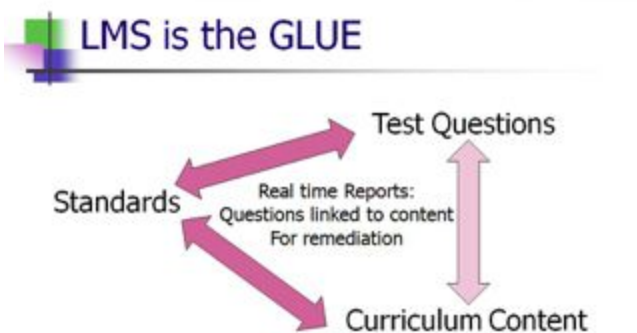 LMS is the GLUE
Test Questions
Standards
Real time Reports:
Questions linked to content
For remediation
Curriculum Content